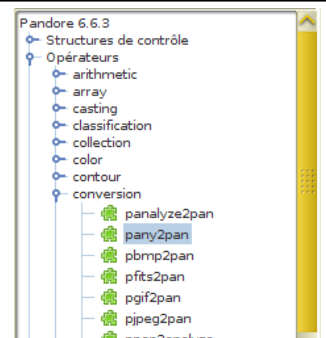 Pandore 6.6.3
Structures de contrôle
Opérateurs
arithmetic
array
casting
classification
collection
color
contour
conversion
panalyze2pan
pany2pan
pbmp2pan
pfits2pan
pgif2pan
pjpeg2pan